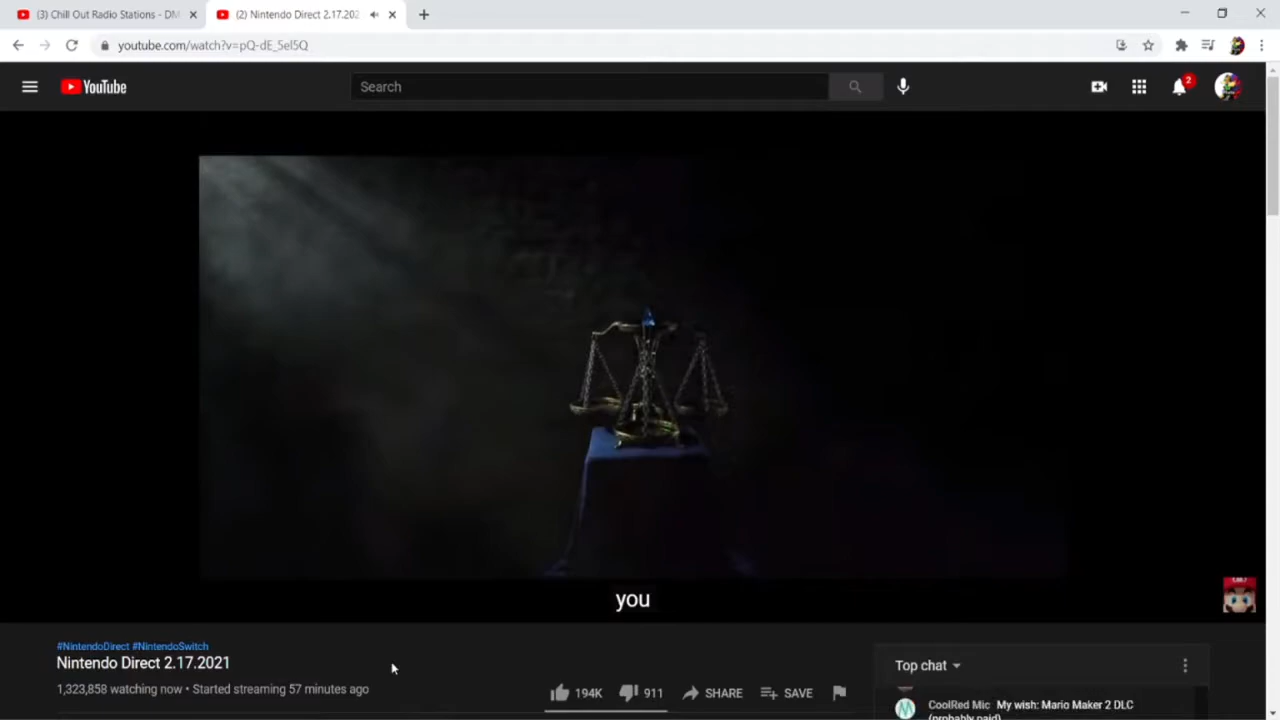 (3) Chill Out Radio Stations - DM
(2) Nintendo Direct 2.17.202
youtube.com/watch?v=pQ-dE_5el5Q
YouTube
Search
2
you
#NintendoDirect #NintendoSwitch
Nintendo Direct 2.17.2021
1,323,858 watching now • Started streaming 57 minutes ago
194K
911
SHARE
SAVE
Top chat
CoolRed Mic My wish: Mario Maker 2 DLC
(probably paid)